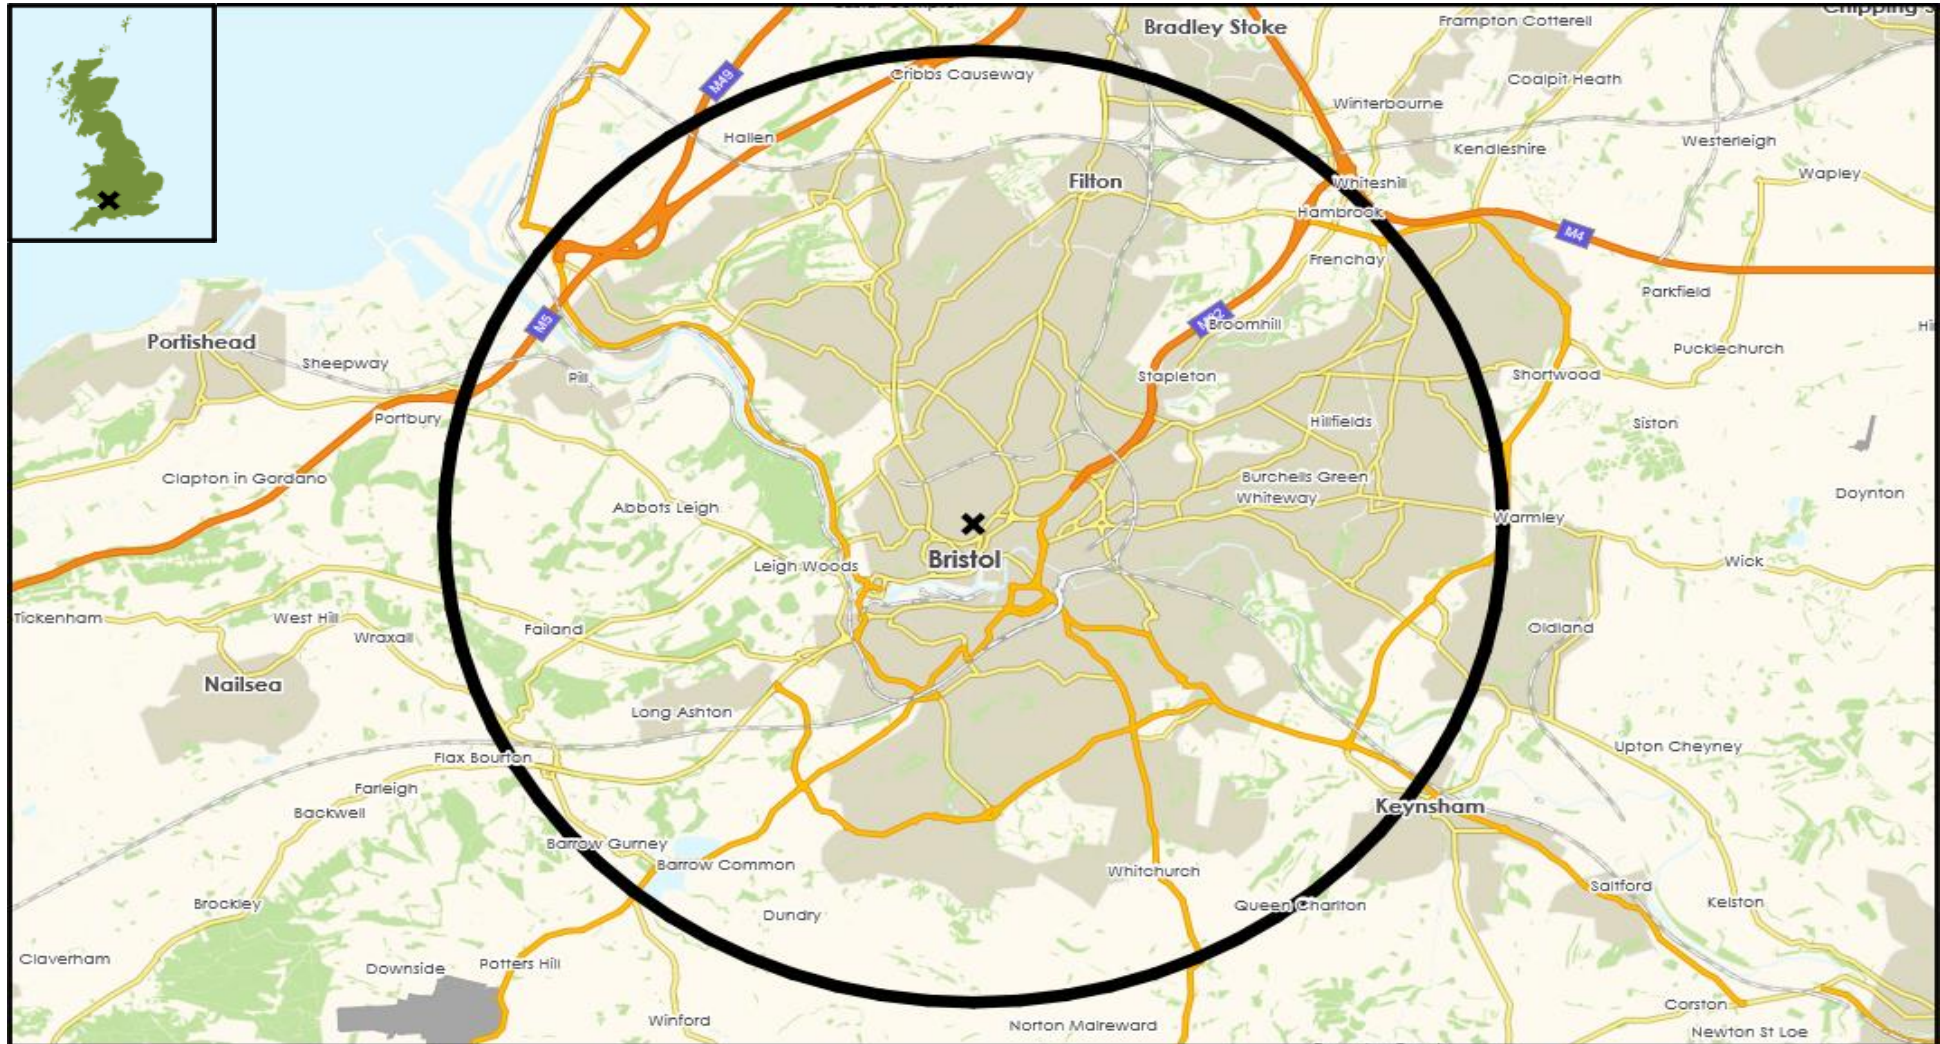 Bradley Stoke
Frampton Cotterell
Cribbs Causeway
Coalpit Heath
M49
Winterbourne
Hallen
Westerleigh
Kendleshire
Filton
Whiteshill
Wapley
Hambrook
M4
Frenchay
Parkfield
M5
Broomhill
Portishead
Pucklechurch
Sheepway
Pill
Stapleton
Shortwood
Portbury
Hillfields
Siston
Clapton in Gordano
Burchells Green
Whiteway
Doynton
Abbots Leigh
Warmley
Bristol
Leigh Woods
Wick
Tickenham
West Hill
Failand
Oldland
Wraxall
Nailsea
Long Ashton
Upton Cheyney
Flax Bourton
Farleigh
Keynsham
Backwell
Barrow Gurney
Barrow Common
Whitchurch
Saltford
Brockley
Queen Charlton
Kelston
Dundry
Claverham
Downside
Potters Hill
Corston
Winford
Norton Malreward
Newton St Loe